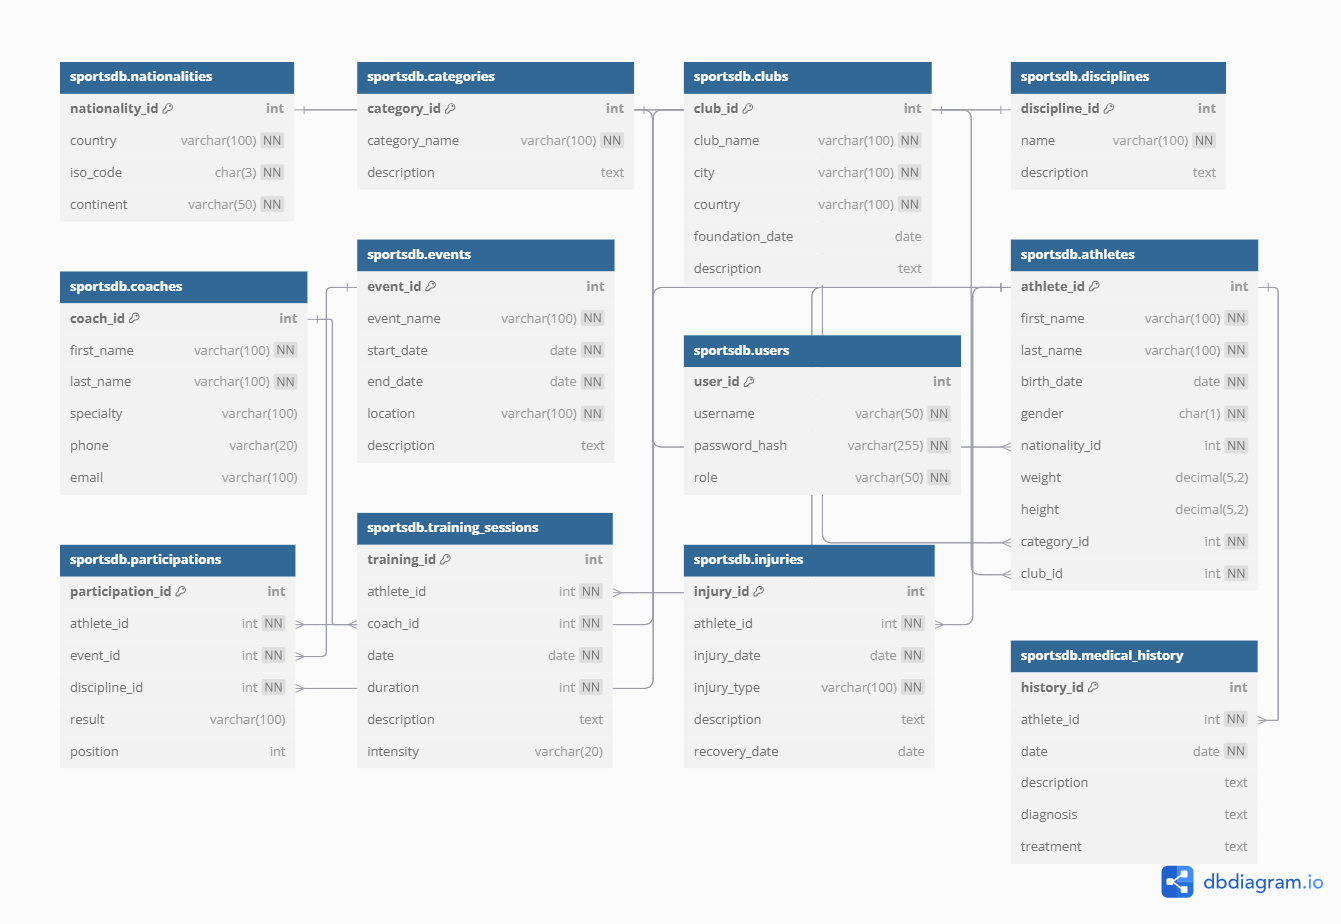 sportsdb.nationalities
nationality_id int
country varchar(100) NN
iso_code char(3) NN
continent varchar(50) NN
sportsdb.categories
category_id int
category_name varchar(100) NN
description text
sportsdb.clubs
club_id int
club_name varchar(100) NN
city varchar(100) NN
country varchar(100) NN
foundation_date date
description text
sportsdb.disciplines
discipline_id int
name varchar(100) NN
description text
sportsdb.coaches
coach_id int
first_name varchar(100) NN
last_name varchar(100) NN
specialty varchar(100)
phone varchar(20)
email varchar(100)
sportsdb.events
event_id int
event_name varchar(100) NN
start_date date NN
end_date date NN
location varchar(100) NN
description text
sportsdb.users
user_id int
username varchar(50) NN
password_hash varchar(255) NN
role varchar(50) NN
sportsdb.athletes
athlete_id int
first_name varchar(100) NN
last_name varchar(100) NN
birth_date date NN
gender char(1) NN
nationality_id int NN
weight decimal(5,2)
height decimal(5,2)
category_id int NN
club_id int NN
sportsdb.participations
participation_id int
athlete_id int NN
event_id int NN
discipline_id int NN
result varchar(100)
position int
sportsdb.training_sessions
training_id int
athlete_id int NN
coach_id int NN
date date NN
duration int NN
description text
intensity varchar(20)
sportsdb.injuries
injury_id int
athlete_id int NN
injury_date date NN
injury_type varchar(100) NN
description text
recovery_date date
sportsdb.medical_history
history_id int
athlete_id int NN
date date NN
description text
diagnosis text
treatment text
dbdiagram.io